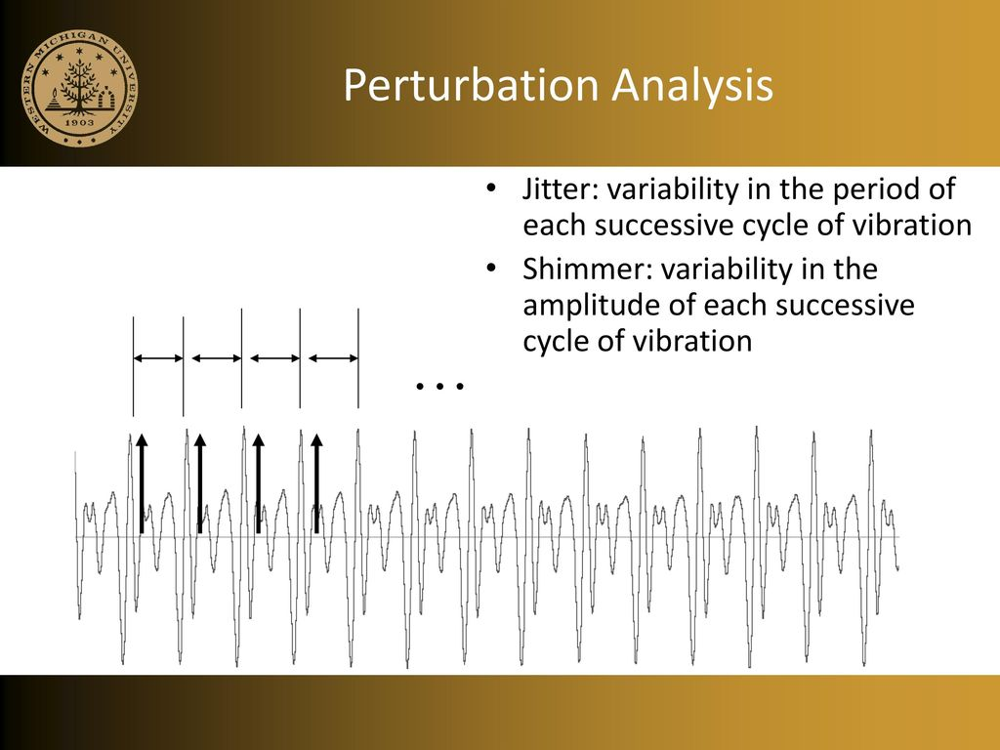 WESTERN MICHIGAN UNIVERSITY
1903
Perturbation Analysis
• Jitter: variability in the period of
each successive cycle of vibration
• Shimmer: variability in the
amplitude of each successive
cycle of vibration
...